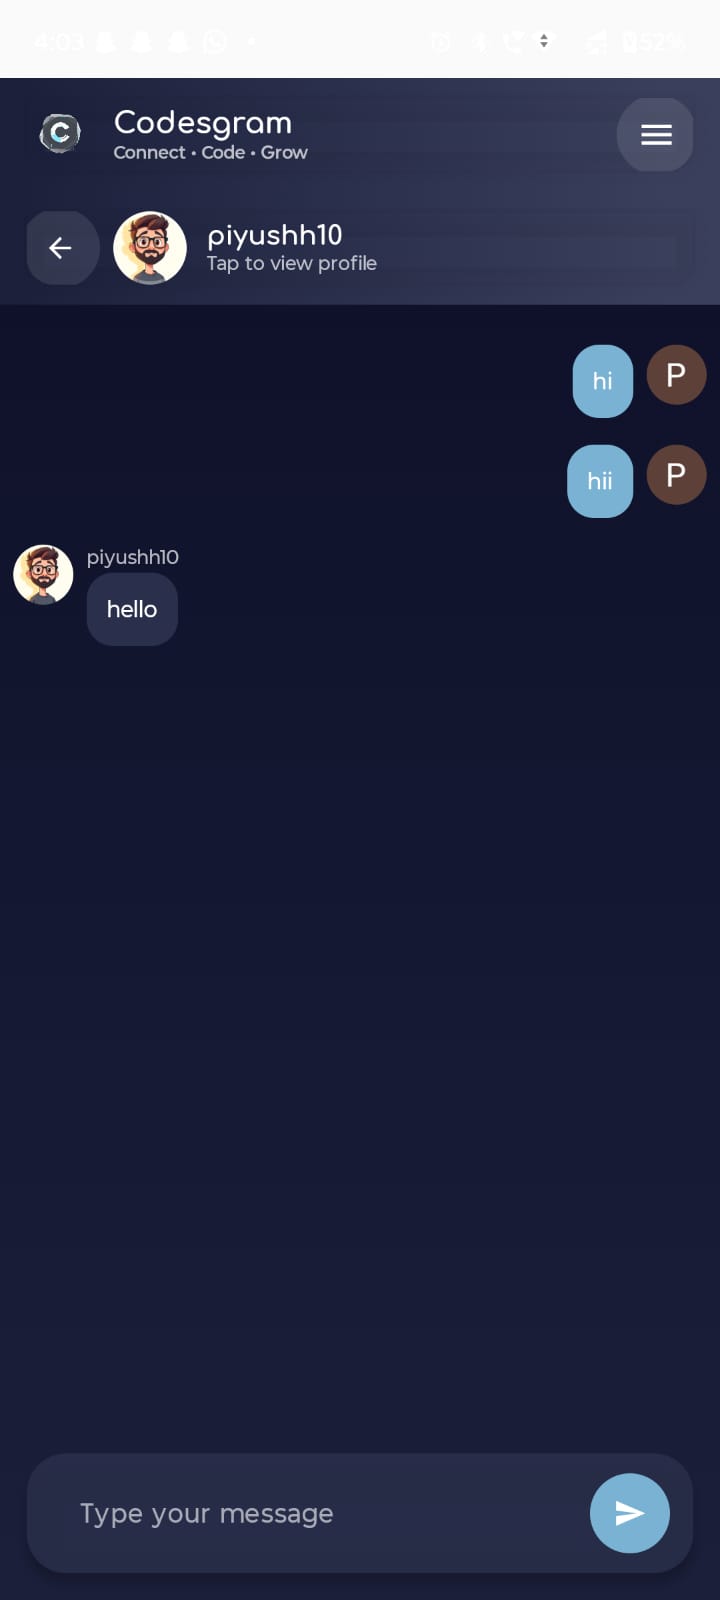 4:03
52%
C
Codesgram
Connect • Code • Grow
piyushh10
Tap to view profile
hi
P
hii
P
piyushh10
hello
Type your message